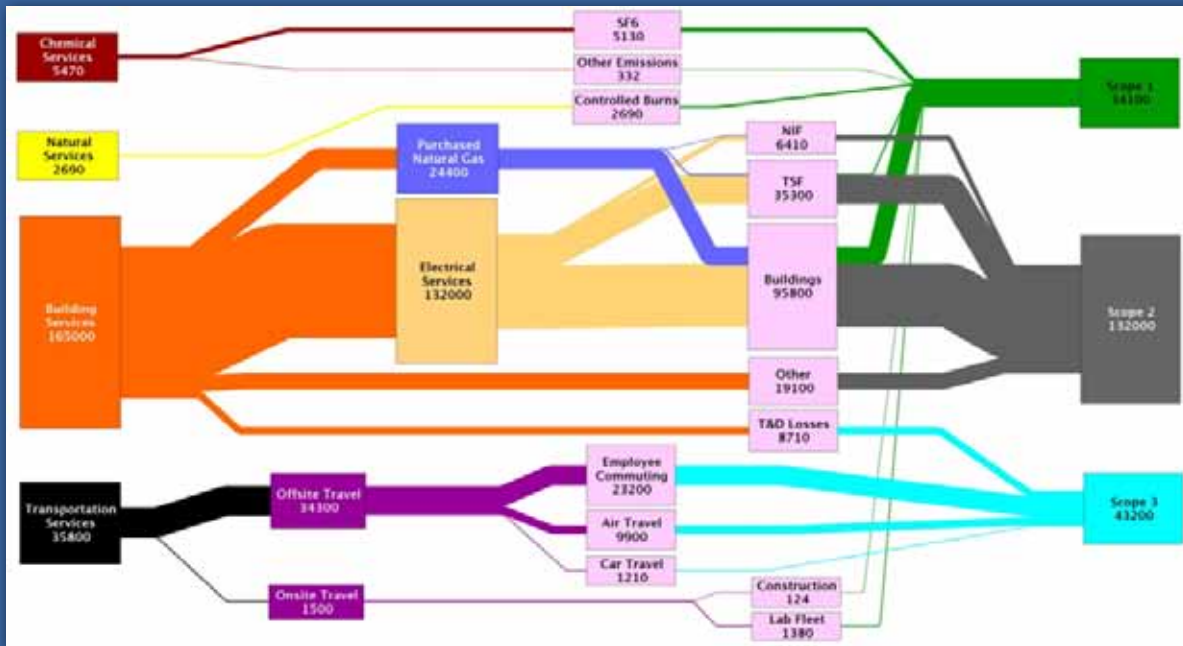 Chemical
Services
5470
SF6
5130
Other Emissions
332
Controlled Burns
2690
Scope 1
34100
Natural
Services
2690
Purchased
Natural Gas
24400
NIF
6410
TSF
35300
Building
Services
165000
Electrical
Services
132000
Buildings
95800
Scope 2
132000
Other
19100
T&D Losses
8710
Transportation
Services
35800
Offsite Travel
34300
Employee
Commuting
23200
Air Travel
9900
Car Travel
1210
Scope 3
43200
Onsite Travel
1500
Construction
124
Lab Fleet
1380